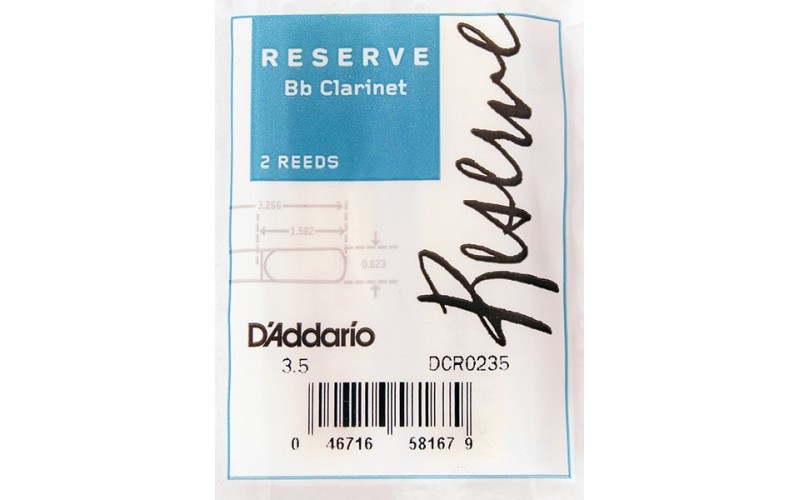 RESERVE
Bb Clarinet
2 REEDS
Reserve
3.266
1.582
0.623
D'Addario
3.5 DCR0235
0 46716 58167 9